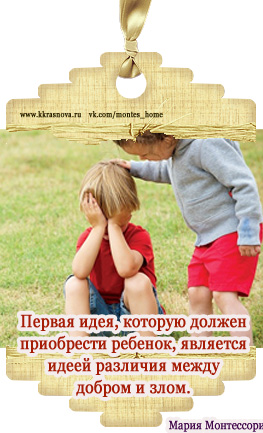 www.kkrasnova.ru vk.com/montes_home
Первая идея, которую должен
приобрести ребенок, является
идеей различия между
добром и злом.
Мария Монтессори